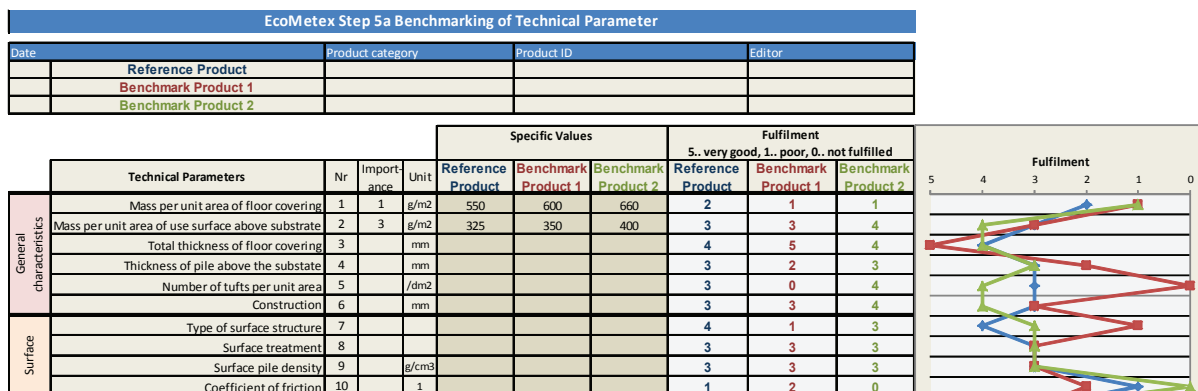 EcoMetex Step 5a Benchmarking of Technical Parameter
Date Product category Product ID Editor
Reference Product
Benchmark Product 1
Benchmark Product 2
Specific Values Fulfilment
5.. very good, 1.. poor, 0.. not fulfilled
Fulfilment
Technical Parameters Nr Import- Unit Reference Benchmark Benchmark Reference Benchmark Benchmark
ance Product Product 1 Product 2 Product Product 1 Product 2
5 4 3 2 1 0
General
characteristics
Mass per unit area of floor covering 1 1 g/m2 550 600 660 2 1 1
Mass per unit area of use surface above substrate 2 3 g/m2 325 350 400 3 3 4
Total thickness of floor covering 3 mm 4 5 4
Thickness of pile above the substate 4 mm 3 2 3
Number of tufts per unit area 5 /dm2 3 0 4
Construction 6 mm 3 3 4
Surface
Type of surface structure 7 4 1 3
Surface treatment 8 3 3 3
Surface pile density 9 g/cm3 3 3 3
Coefficient of friction 10 1 1 2 0